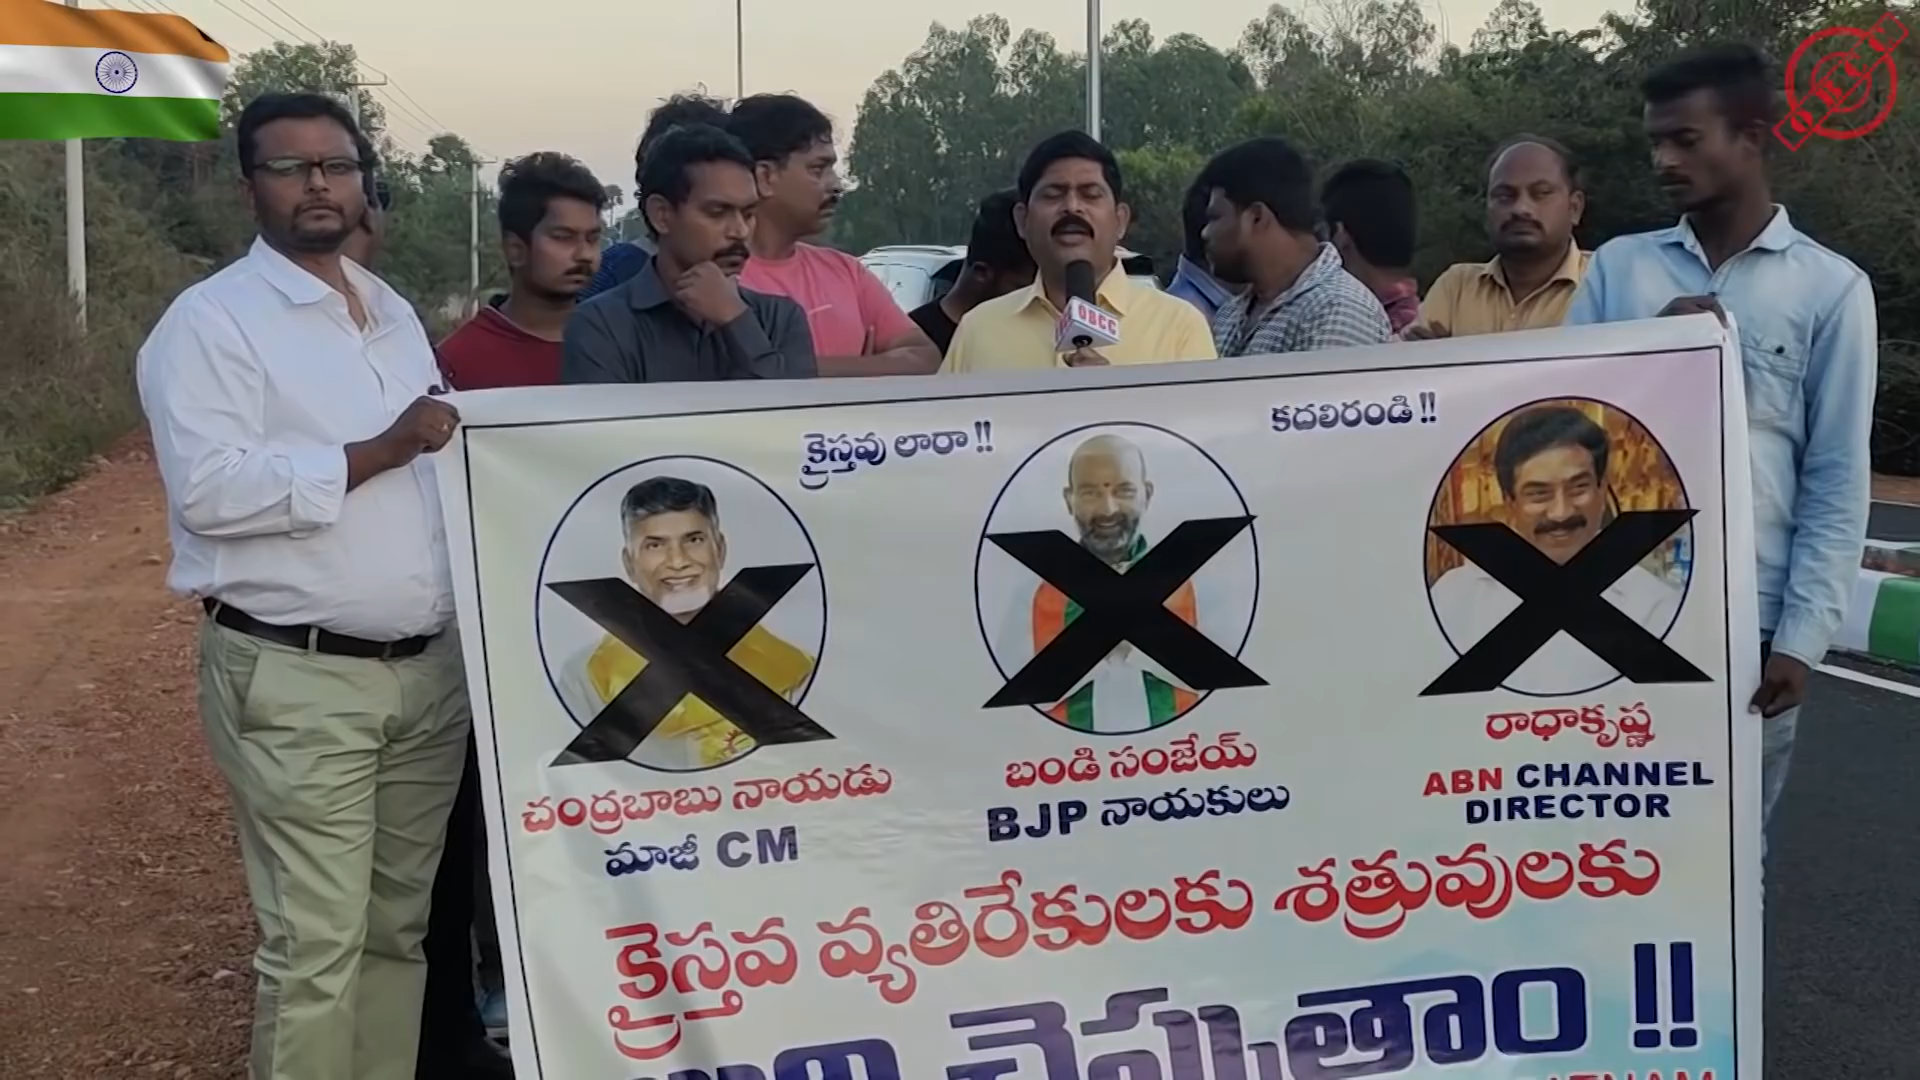 OBCC
క్రైస్తవు లారా !!
కదలిరండి !!
చంద్రబాబు నాయుడు
మాజీ CM
బండి సంజేయ్
BJP నాయకులు
రాధాకృష్ణ
ABN CHANNEL
DIRECTOR
క్రైస్తవ వ్యతిరేకులకు శత్రువులకు
చెప్పుతాం !!